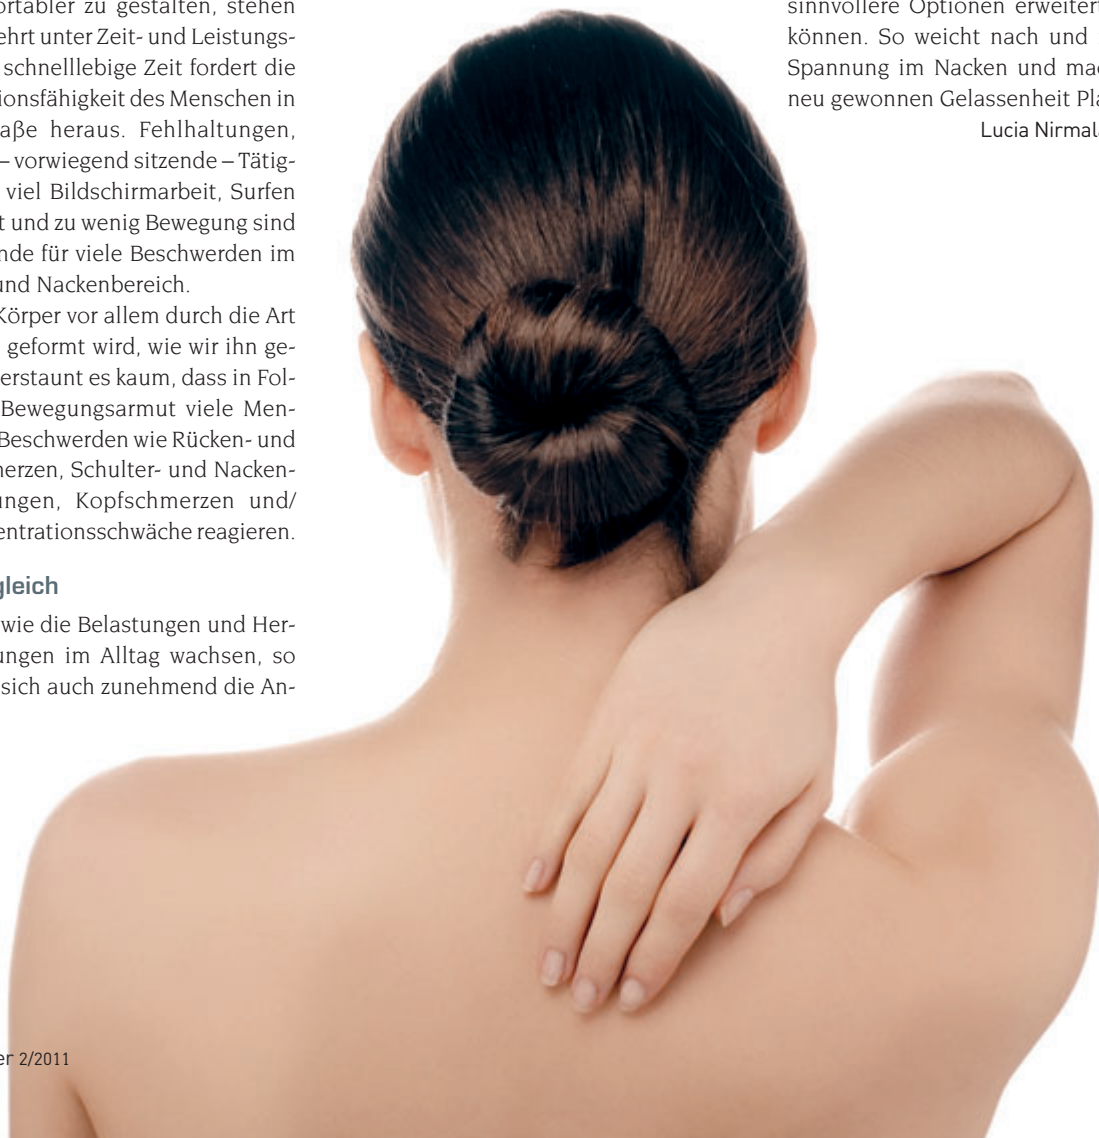 ortabler zu gestalten, stehen
ehrt unter Zeit- und Leistungs-
schnelllebige Zeit fordert die
ionsfähigkeit des Menschen in
aße heraus. Fehlhaltungen,
– vorwiegend sitzende – Tätig-
viel Bildschirmarbeit, Surfen
t und zu wenig Bewegung sind
nde für viele Beschwerden im
und Nackenbereich.
Körper vor allem durch die Art
geformt wird, wie wir ihn ge-
erstaunt es kaum, dass in Fol-
Bewegungsarmut viele Men-
Beschwerden wie Rücken- und
merzen, Schulter- und Nacken-
ungen, Kopfschmerzen und/
entrationsschwäche reagieren.
gleich
wie die Belastungen und Her-
ungen im Alltag wachsen, so
sich auch zunehmend die An-
sinnvollere Optionen erweitert
können. So weicht nach und
Spannung im Nacken und mac
neu gewonnen Gelassenheit Pla
Lucia Nirmal
er 2/2011